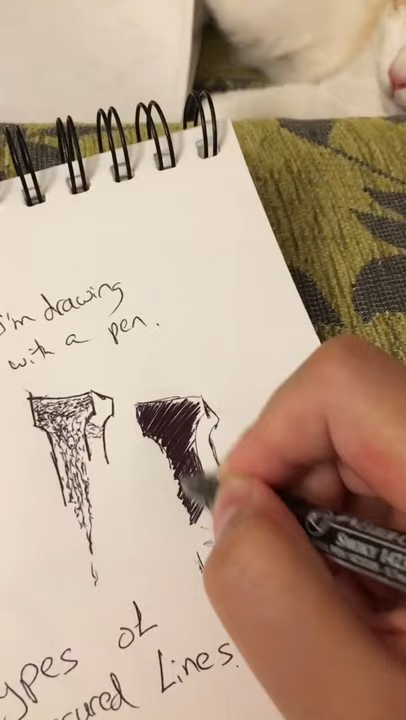 I'm drawing
with a pen.
ypes of
ured Lines.